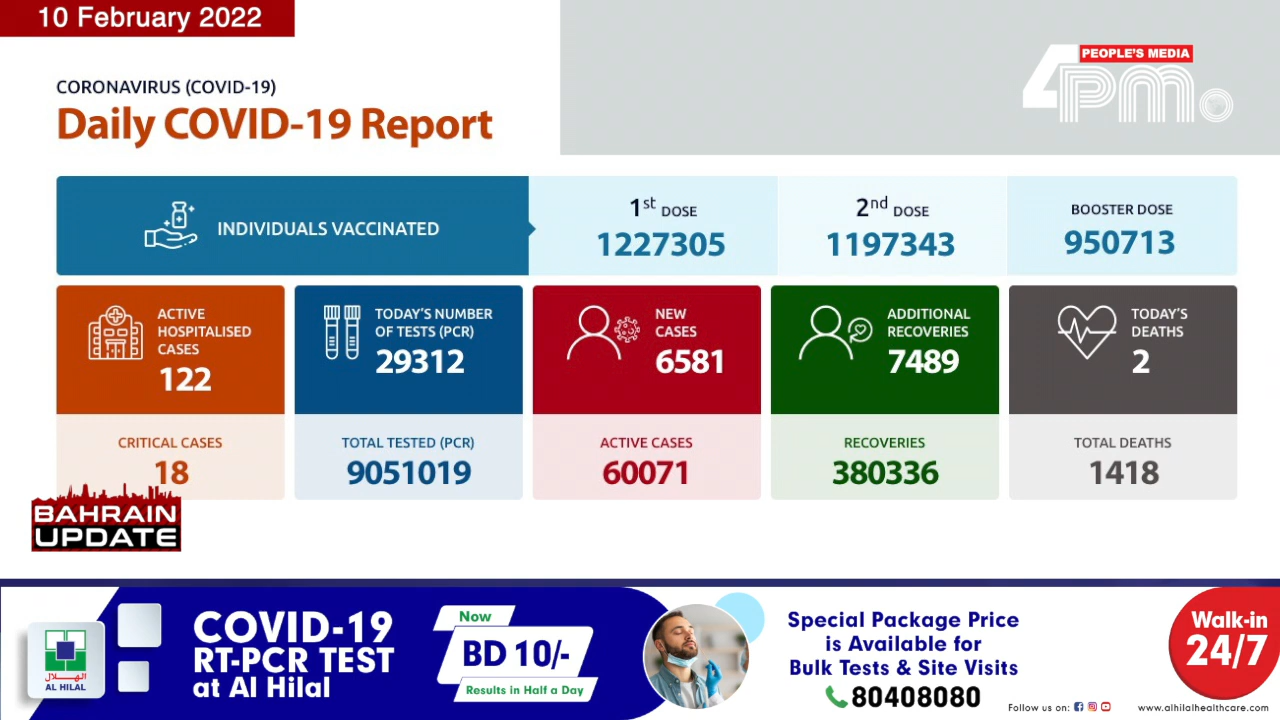 10 February 2022
PEOPLE'S MEDIA
4pm
CORONAVIRUS (COVID-19)
Daily COVID-19 Report
INDIVIDUALS VACCINATED
1st DOSE
1227305
2nd DOSE
1197343
BOOSTER DOSE
950713
ACTIVE
HOSPITALISED
CASES
122
TODAY'S NUMBER
OF TESTS (PCR)
29312
NEW
CASES
6581
ADDITIONAL
RECOVERIES
7489
TODAY'S
DEATHS
2
CRITICAL CASES
18
TOTAL TESTED (PCR)
9051019
ACTIVE CASES
60071
RECOVERIES
380336
TOTAL DEATHS
1418
BAHRAIN
UPDATE
الهلال
AL HILAL
COVID-19
RT-PCR TEST
at Al Hilal
Now
BD 10/-
Results in Half a Day
Special Package Price
is Available for
Bulk Tests & Site Visits
80408080
Walk-in
24/7
Follow us on:
www.alhilalhealthcare.com